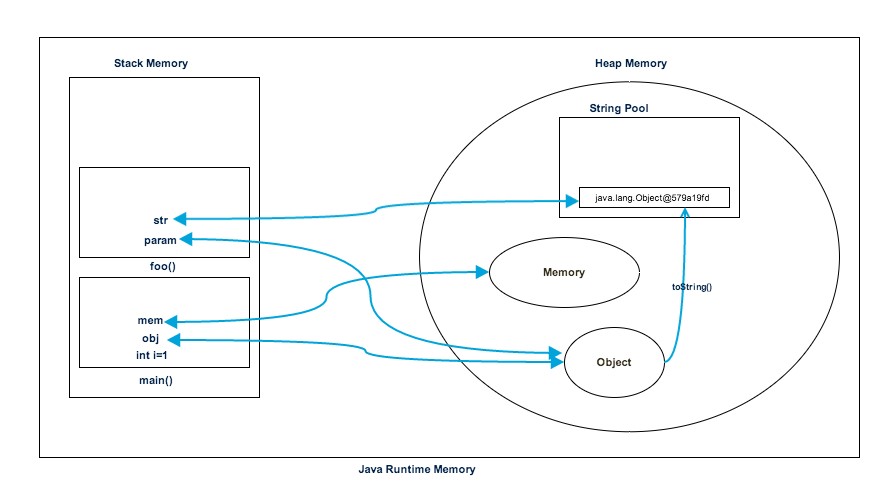 Stack Memory
Heap Memory
String Pool
java.lang.Object@579a19fd
str
param
foo()
Memory
toString()
mem
obj
int i=1
main()
Object
Java Runtime Memory